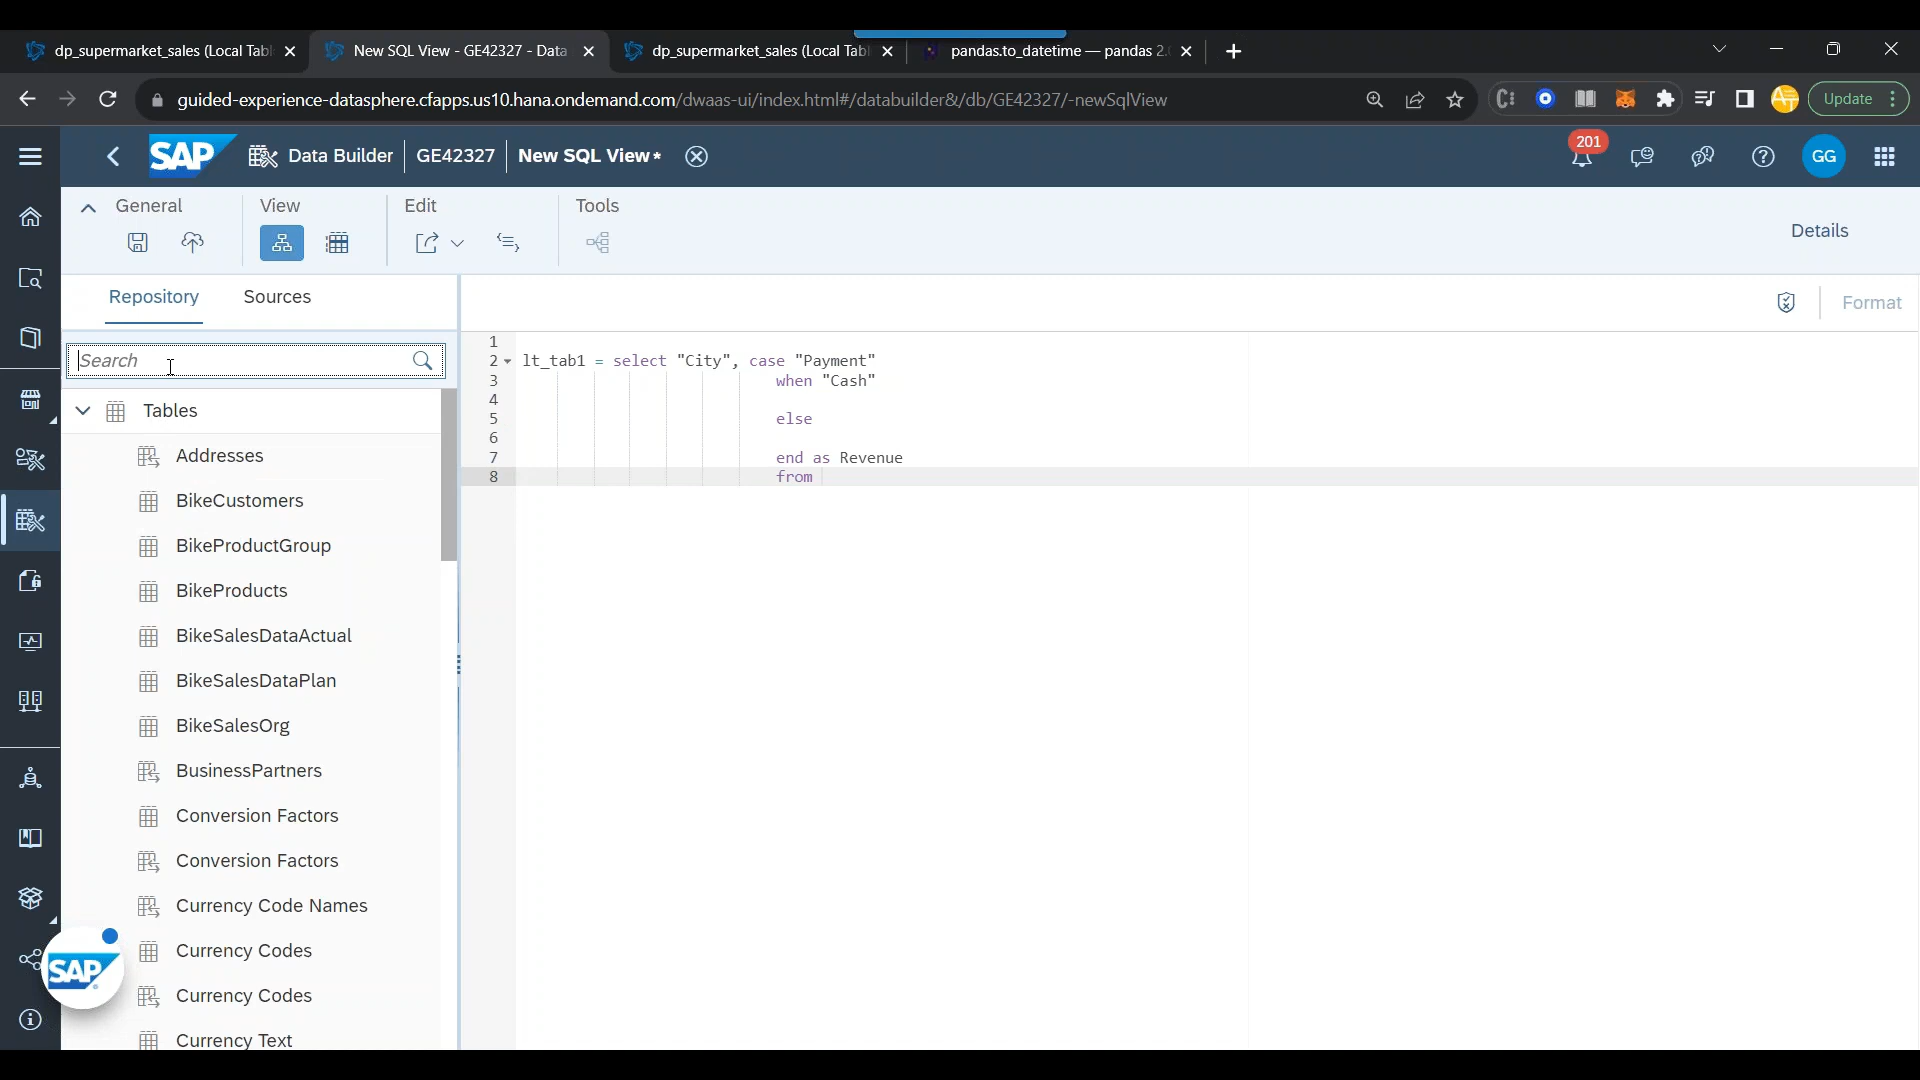 dp_supermarket_sales (Local Tabl
New SQL View - GE42327 - Data
dp_supermarket_sales (Local Tabl
pandas.to_datetime — pandas 2.
guided-experience-datasphere.cfapps.us10.hana.ondemand.com/dwaas-ui/index.html#/databuilder&/db/GE42327/-newSqlView
Update
SAP
Data Builder
GE42327
New SQL View*
201
GG
General
View
Edit
Tools
Details
Repository
Sources
Format
Search
Tables
Addresses
BikeCustomers
BikeProductGroup
BikeProducts
BikeSalesDataActual
BikeSalesDataPlan
BikeSalesOrg
BusinessPartners
Conversion Factors
Conversion Factors
Currency Code Names
Currency Codes
Currency Codes
Currency Text
SAP
1
2 lt_tab1 = select "City", case "Payment"
3 when "Cash"
4
5 else
6
7 end as Revenue
8 from